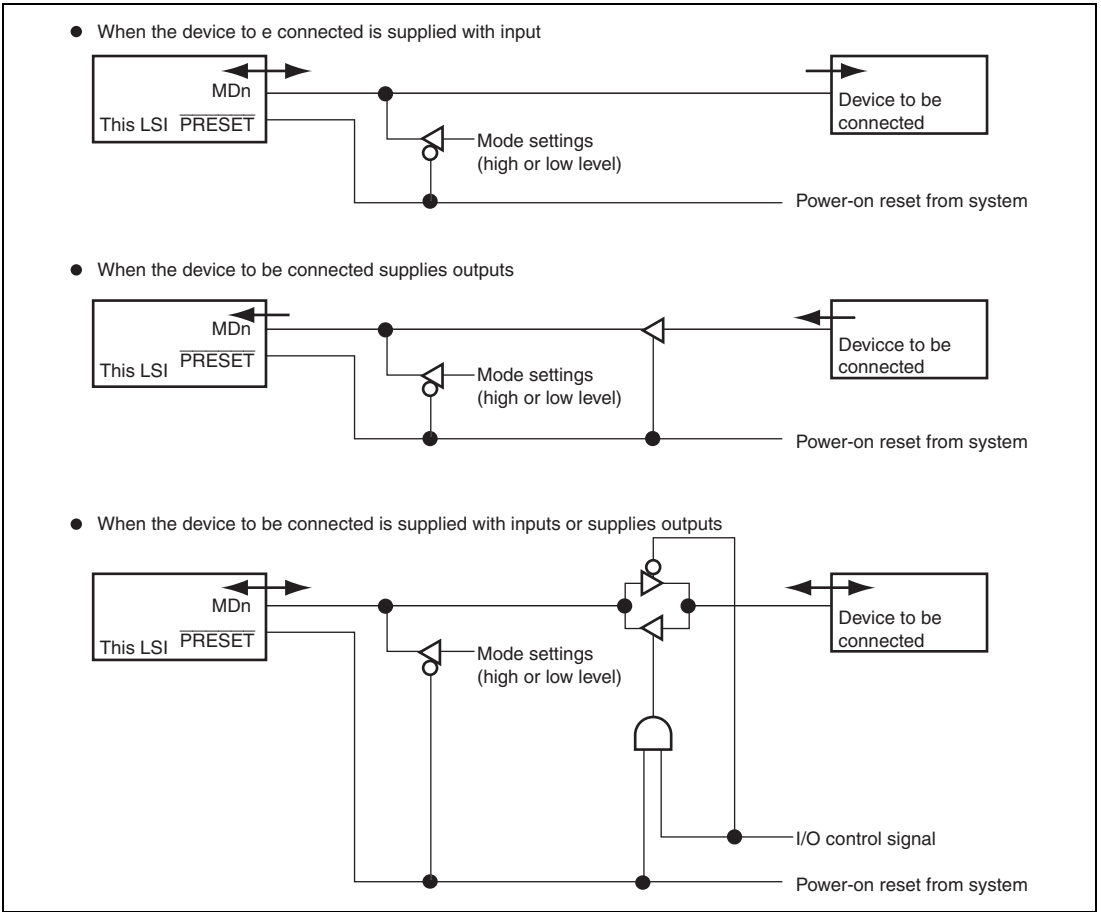 ● When the device to e connected is supplied with input
MDn
This LSI PRESET
Mode settings
(high or low level)
Device to be
connected
Power-on reset from system
● When the device to be connected supplies outputs
MDn
This LSI PRESET
Mode settings
(high or low level)
Devicce to be
connected
Power-on reset from system
● When the device to be connected is supplied with inputs or supplies outputs
MDn
This LSI PRESET
Mode settings
(high or low level)
Device to be
connected
I/O control signal
Power-on reset from system